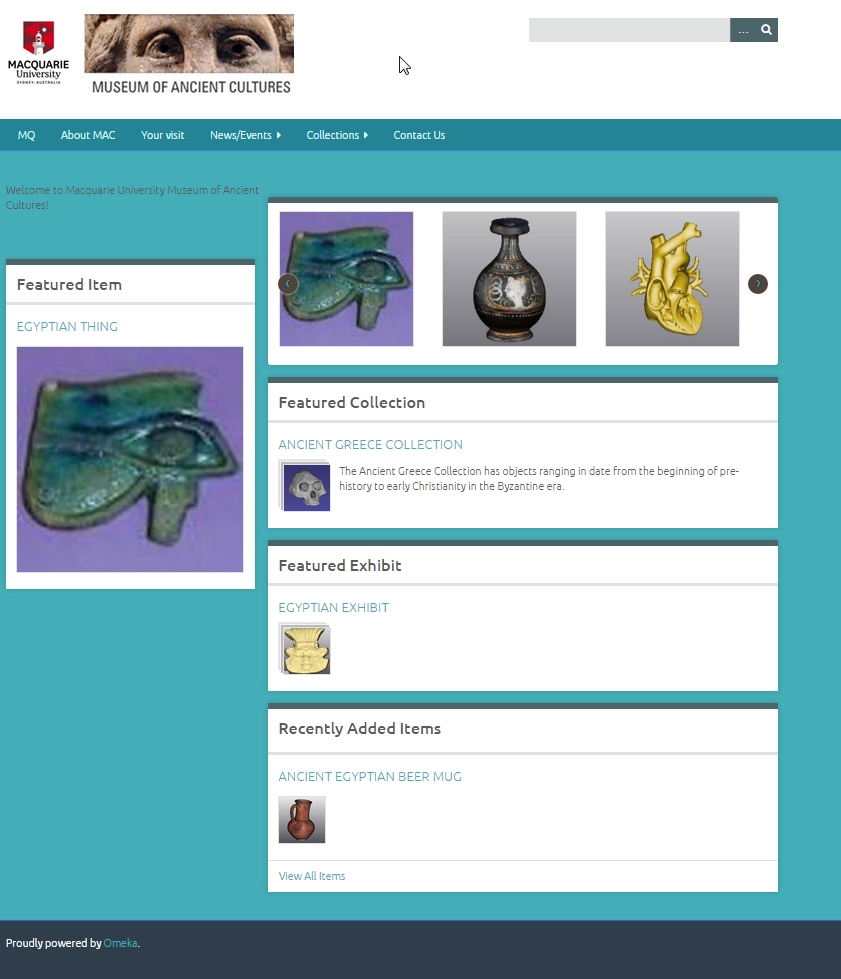 MACQUARIE
University
SYDNEY·AUSTRALIA
MUSEUM OF ANCIENT CULTURES
...
MQ
About MAC
Your visit
News/Events
Collections
Contact Us
Welcome to Macquarie University Museum of Ancient
Cultures!
Featured Item
EGYPTIAN THING
Featured Collection
ANCIENT GREECE COLLECTION
The Ancient Greece Collection has objects ranging in date from the beginning of pre-
history to early Christianity in the Byzantine era.
Featured Exhibit
EGYPTIAN EXHIBIT
Recently Added Items
ANCIENT EGYPTIAN BEER MUG
View All Items
Proudly powered by Omeka.